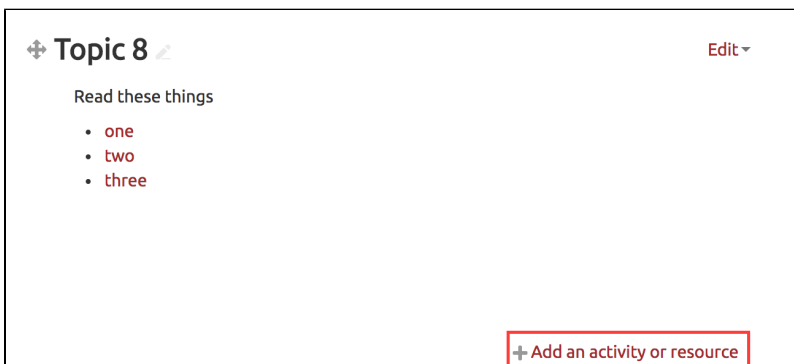 Topic 8
Edit
Read these things
• one
• two
• three
Add an activity or resource